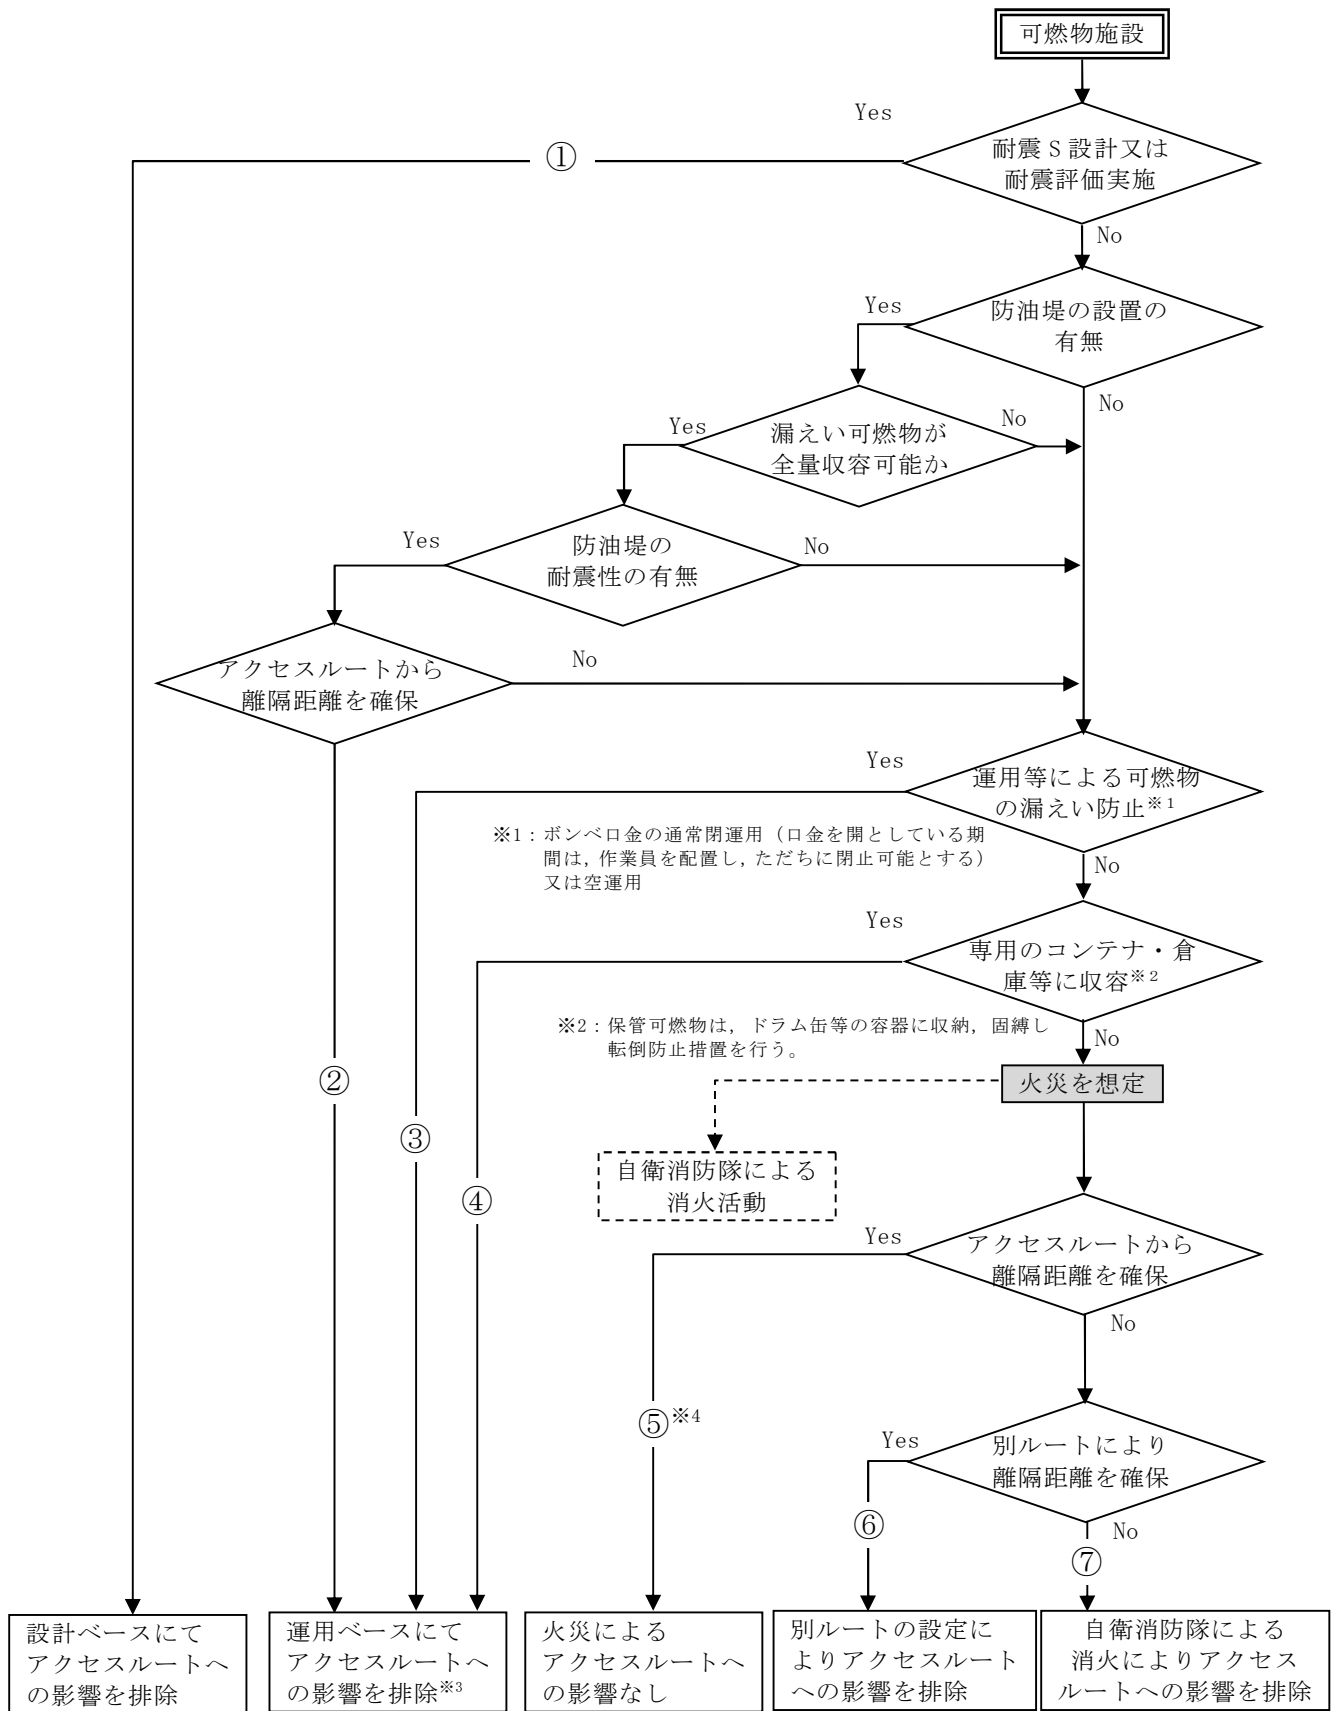 可燃物施設
Yes
耐震S設計又は
耐震評価実施
①
No
Yes
防油堤の設置の
有無
No
Yes
漏えい可燃物が
全量収容可能か
No
Yes
防油堤の
耐震性の有無
No
アクセスルートから
離隔距離を確保
No
Yes
運用等による可燃物
の漏えい防止※1
※1：ボンベ口金の通常閉運用（口金を開としている期
間は，作業員を配置し，ただちに閉止可能とする）
又は空運用
No
Yes
専用のコンテナ・倉
庫等に収容※2
※2：保管可燃物は，ドラム缶等の容器に収納，固縛し
転倒防止措置を行う。
No
火災を想定
②
③
④
自衛消防隊による
消火活動
Yes
アクセスルートから
離隔距離を確保
No
⑤※4
Yes
別ルートにより
離隔距離を確保
⑥
No
⑦
設計ベースにて
アクセスルートへ
の影響を排除
運用ベースにて
アクセスルートへ
の影響を排除※3
火災による
アクセスルートへ
の影響なし
別ルートの設定に
よりアクセスルート
への影響を排除
自衛消防隊による
消火によりアクセス
ルートへの影響を排除